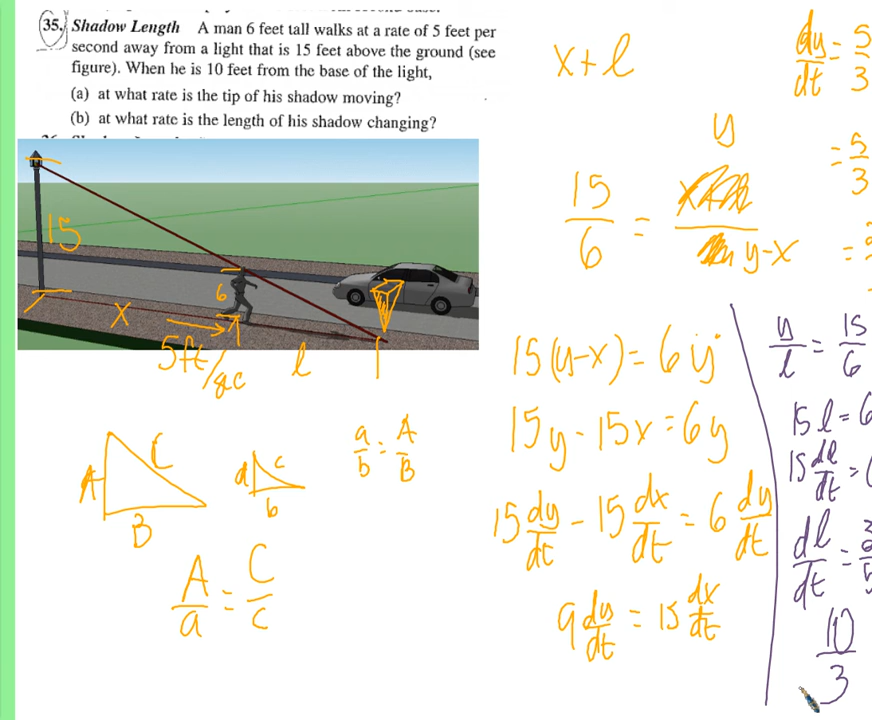 35. Shadow Length A man 6 feet tall walks at a rate of 5 feet per
second away from a light that is 15 feet above the ground (see
figure). When he is 10 feet from the base of the light,
(a) at what rate is the tip of his shadow moving?
(b) at what rate is the length of his shadow changing?
15
6
x
5ft/sec
l
A
B
C
a
b
c
a/b = A/B
A/a = C/c
x+l
y
15/6 = y-x
15(y-x)=6y
15y-15x=6y
15 dy/dt - 15 dx/dt = 6 dy/dt
9 dy/dt = 15 dx/dt
dy/dt = 5/3
= 5/3
=
y/l = 15/6
15l=6
15 dl/dt =
dl/dt =
10/3